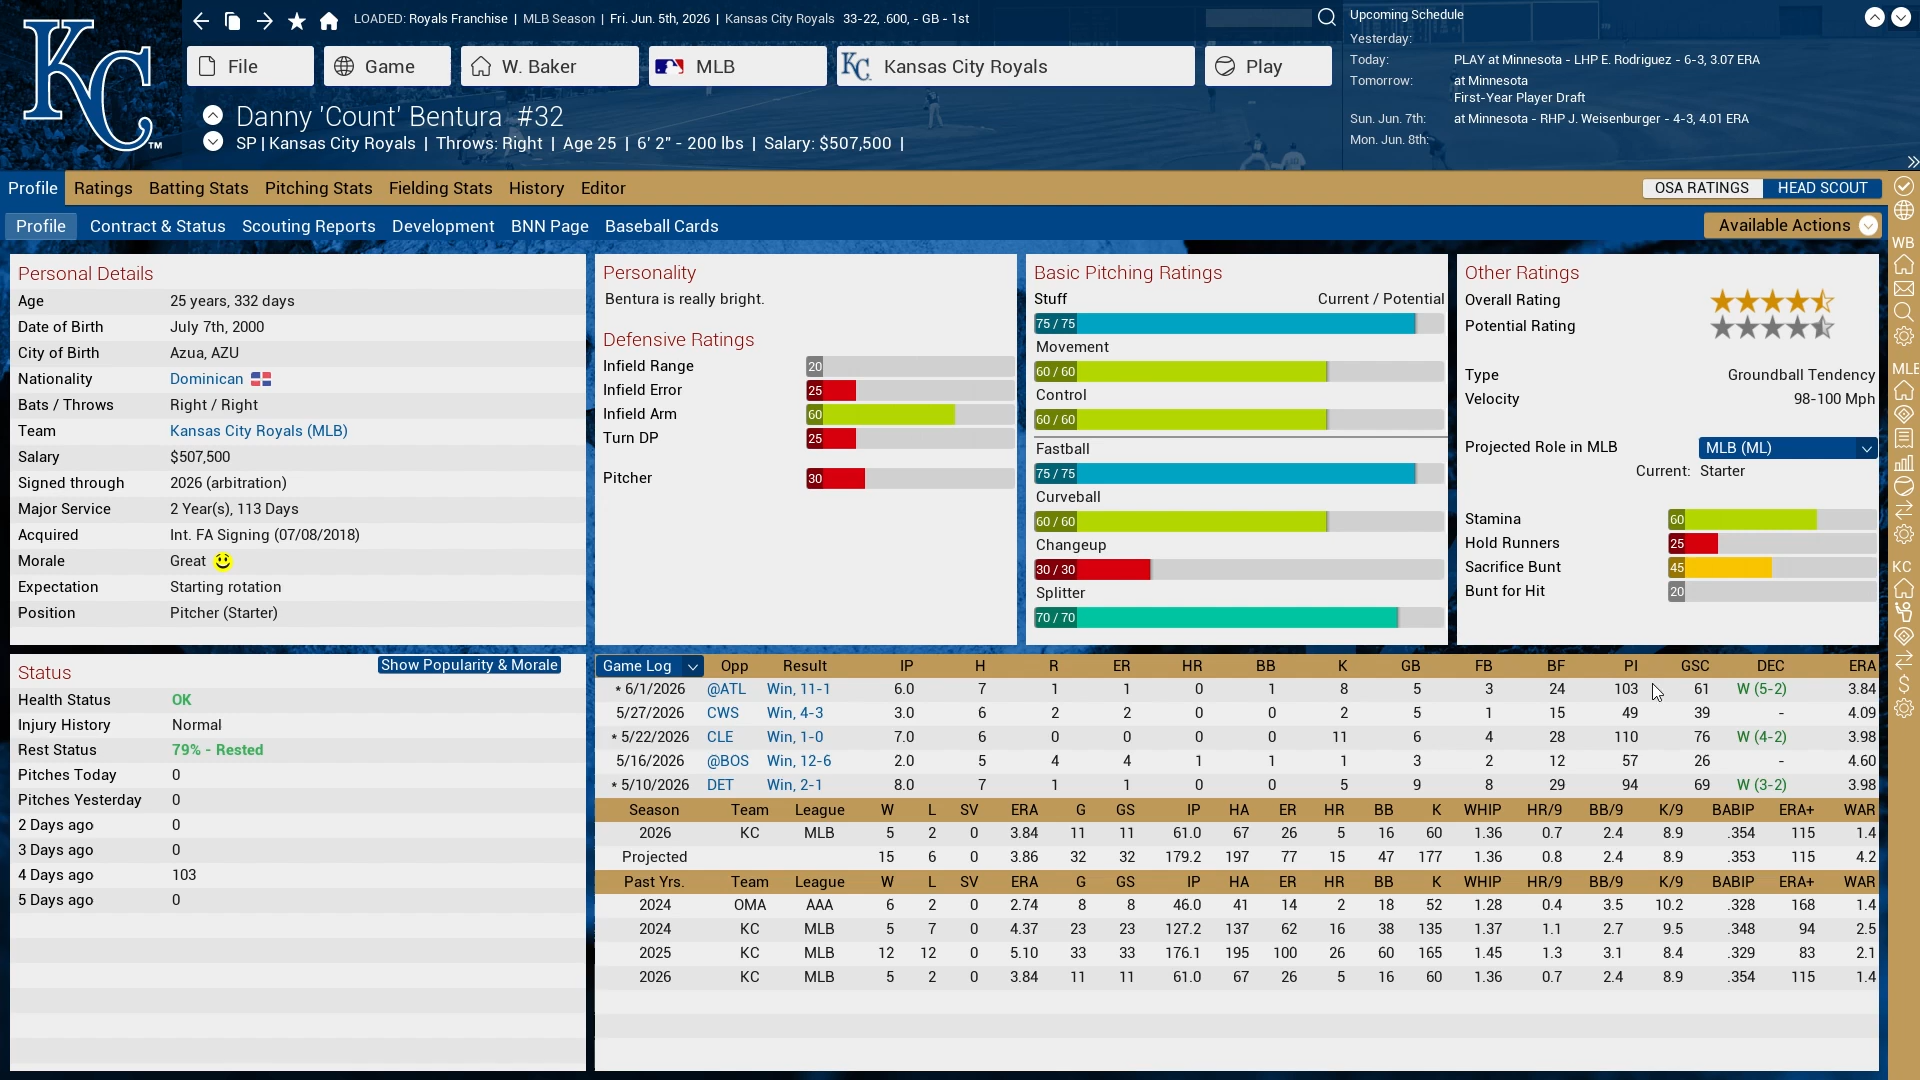 LOADED: Royals Franchise | MLB Season | Fri. Jun. 5th, 2026 | Kansas City Royals 33-22, .600, - GB - 1st
File Game W. Baker MLB Kansas City Royals Play
Danny 'Count' Bentura #32
SP | Kansas City Royals | Throws: Right | Age 25 | 6' 2" - 200 lbs | Salary: $507,500 |
Upcoming Schedule
Yesterday:
Today: PLAY at Minnesota - LHP E. Rodriguez - 6-3, 3.07 ERA
Tomorrow: at Minnesota
First-Year Player Draft
Sun. Jun. 7th: at Minnesota - RHP J. Weisenburger - 4-3, 4.01 ERA
Mon. Jun. 8th:
Profile Ratings Batting Stats Pitching Stats Fielding Stats History Editor
OSA RATINGS HEAD SCOUT
Profile Contract & Status Scouting Reports Development BNN Page Baseball Cards
Available Actions
Personal Details
Age 25 years, 332 days
Date of Birth July 7th, 2000
City of Birth Azua, AZU
Nationality Dominican
Bats / Throws Right / Right
Team Kansas City Royals (MLB)
Salary $507,500
Signed through 2026 (arbitration)
Major Service 2 Year(s), 113 Days
Acquired Int. FA Signing (07/08/2018)
Morale Great
Expectation Starting rotation
Position Pitcher (Starter)
Personality
Bentura is really bright.
Defensive Ratings
Infield Range 20
Infield Error 25
Infield Arm 60
Turn DP 25
Pitcher 30
Basic Pitching Ratings
Stuff Current / Potential
75 / 75
Movement
60 / 60
Control
60 / 60
Fastball
75 / 75
Curveball
60 / 60
Changeup
30 / 30
Splitter
70 / 70
Other Ratings
Overall Rating
Potential Rating
Type Groundball Tendency
Velocity 98-100 Mph
Projected Role in MLB MLB (ML)
Current: Starter
Stamina 60
Hold Runners 25
Sacrifice Bunt 45
Bunt for Hit 20
WB
MLB
KC
Status Show Popularity & Morale
Health Status OK
Injury History Normal
Rest Status 79% - Rested
Pitches Today 0
Pitches Yesterday 0
2 Days ago 0
3 Days ago 0
4 Days ago 103
5 Days ago 0
Game Log Opp Result IP H R ER HR BB K GB FB BF PI GSC DEC ERA
* 6/1/2026 @ATL Win, 11-1 6.0 7 1 1 0 1 8 5 3 24 103 61 W (5-2) 3.84
5/27/2026 CWS Win, 4-3 3.0 6 2 2 0 0 2 5 1 15 49 39 - 4.09
* 5/22/2026 CLE Win, 1-0 7.0 6 0 0 0 0 11 6 4 28 110 76 W (4-2) 3.98
5/16/2026 @BOS Win, 12-6 2.0 5 4 4 1 1 1 3 2 12 57 26 - 4.60
* 5/10/2026 DET Win, 2-1 8.0 7 1 1 0 0 5 9 8 29 94 69 W (3-2) 3.98
Season Team League W L SV ERA G GS IP HA ER HR BB K WHIP HR/9 BB/9 K/9 BABIP ERA+ WAR
2026 KC MLB 5 2 0 3.84 11 11 61.0 67 26 5 16 60 1.36 0.7 2.4 8.9 .354 115 1.4
Projected 15 6 0 3.86 32 32 179.2 197 77 15 47 177 1.36 0.8 2.4 8.9 .353 115 4.2
Past Yrs. Team League W L SV ERA G GS IP HA ER HR BB K WHIP HR/9 BB/9 K/9 BABIP ERA+ WAR
2024 OMA AAA 6 2 0 2.74 8 8 46.0 41 14 2 18 52 1.28 0.4 3.5 10.2 .328 168 1.4
2024 KC MLB 5 7 0 4.37 23 23 127.2 137 62 16 38 135 1.37 1.1 2.7 9.5 .348 94 2.5
2025 KC MLB 12 12 0 5.10 33 33 176.1 195 100 26 60 165 1.45 1.3 3.1 8.4 .329 83 2.1
2026 KC MLB 5 2 0 3.84 11 11 61.0 67 26 5 16 60 1.36 0.7 2.4 8.9 .354 115 1.4